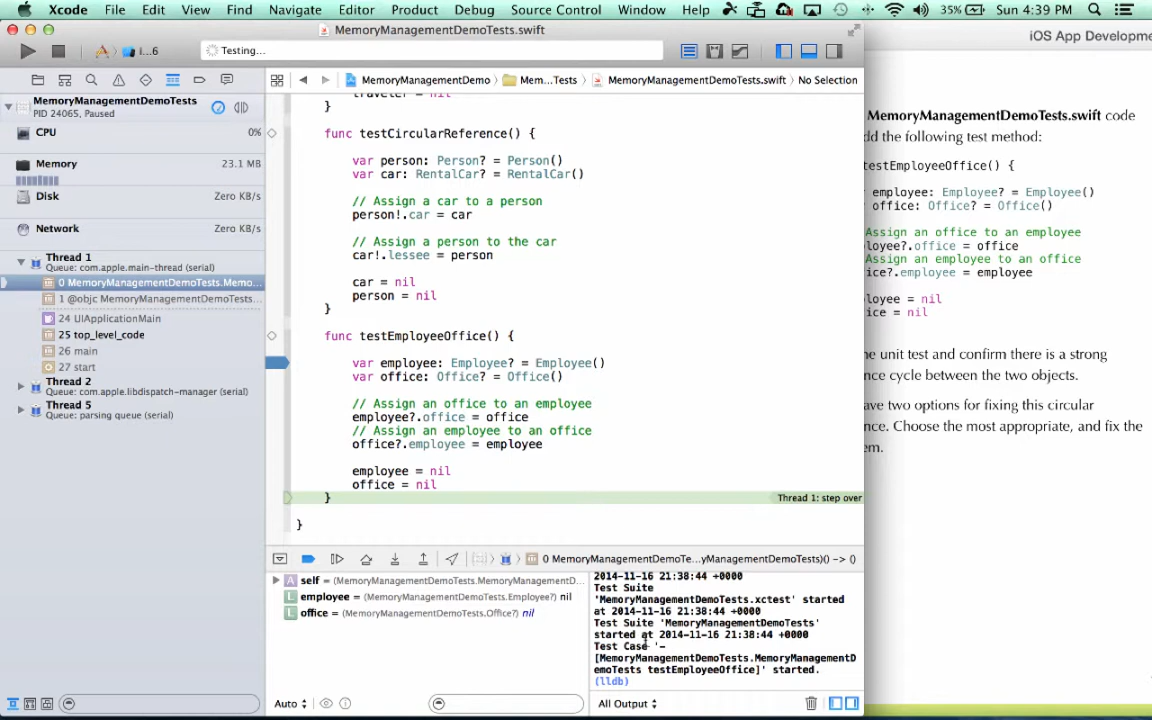 Xcode File Edit View Find Navigate Editor Product Debug Source Control Window Help 35% Sun 4:39 PM
MemoryManagementDemoTests.swift
iOS App Developme
i...6 Testing...
MemoryManagementDemo Mem...Tests MemoryManagementDemoTests.swift No Selection
MemoryManagementDemoTests
PID 24065, Paused
CPU 0%
Memory 23.1 MB
Disk Zero KB/s
Network Zero KB/s
Thread 1
Queue: com.apple.main-thread (serial)
0 MemoryManagementDemoTests.Memo...
1 @objc MemoryManagementDemoTests...
24 UIApplicationMain
25 top_level_code
26 main
27 start
Thread 2
Queue: com.apple.libdispatch-manager (serial)
Thread 5
Queue: parsing queue (serial)
traveler = nil
}
func testCircularReference() {
var person: Person? = Person()
var car: RentalCar? = RentalCar()
// Assign a car to a person
person!.car = car
// Assign a person to the car
car!.lessee = person
car = nil
person = nil
}
func testEmployeeOffice() {
var employee: Employee? = Employee()
var office: Office? = Office()
// Assign an office to an employee
employee?.office = office
// Assign an employee to an office
office?.employee = employee
employee = nil
office = nil
} Thread 1: step over
}
0 MemoryManagementDemoTe...yManagementDemoTests)() -> ()
A self = (MemoryManagementDemoTests.MemoryManagementD...
L employee = (MemoryManagementDemoTests.Employee?) nil
L office = (MemoryManagementDemoTests.Office?) nil
2014-11-16 21:38:44 +0000
Test Suite
'MemoryManagementDemoTests.xctest' started
at 2014-11-16 21:38:44 +0000
Test Suite 'MemoryManagementDemoTests'
started at 2014-11-16 21:38:44 +0000
Test Case '-
[MemoryManagementDemoTests.MemoryManagementD
emoTests testEmployeeOffice]' started.
(lldb)
Auto
All Output
MemoryManagementDemoTests.swift code
dd the following test method:
testEmployeeOffice() {
r employee: Employee? = Employee()
r office: Office? = Office()
Assign an office to an employee
ployee?.office = office
Assign an employee to an office
ice?.employee = employee
ployee = nil
ice = nil
he unit test and confirm there is a strong
nce cycle between the two objects.
ave two options for fixing this circular
nce. Choose the most appropriate, and fix the
em.